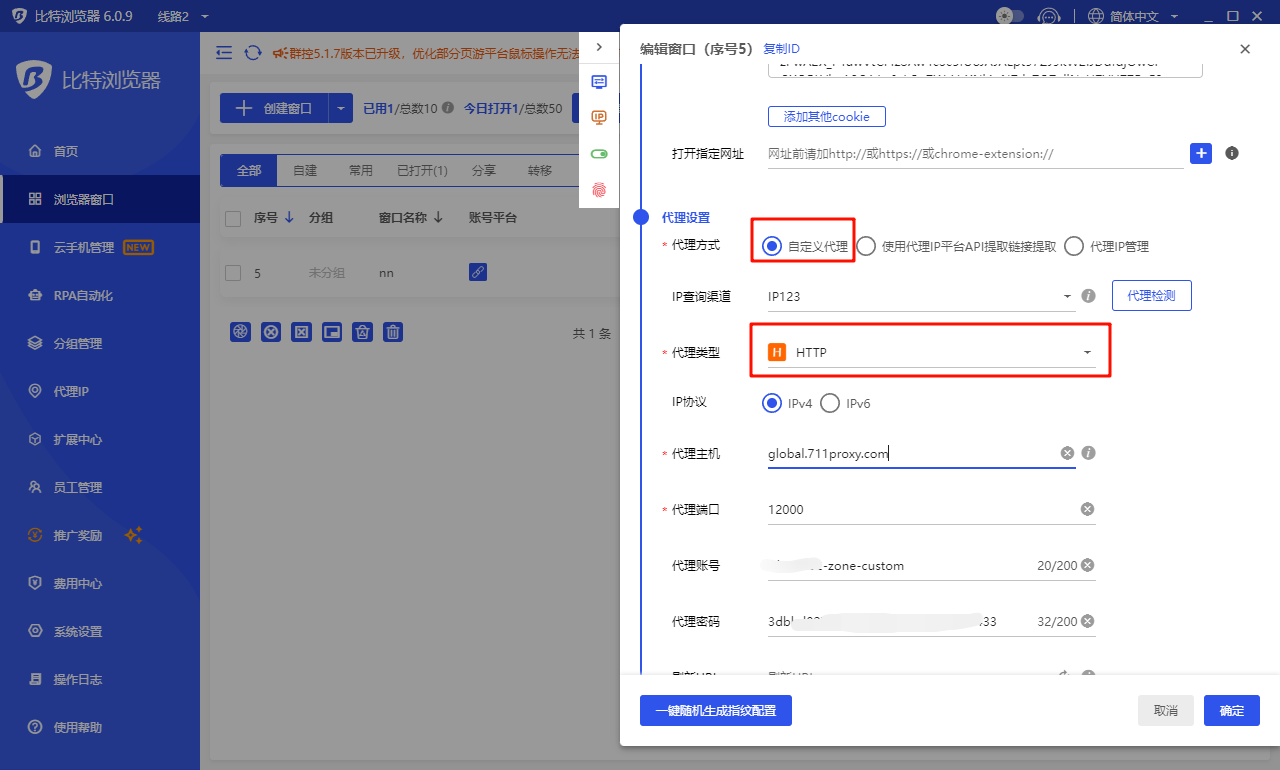 比特浏览器 6.0.9 线路2 简体中文
比特浏览器
首页
浏览器窗口
云手机管理 NEW
RPA自动化
分组管理
代理IP
扩展中心
员工管理
推广奖励
费用中心
系统设置
操作日志
使用帮助
群控5.1.7版本已升级，优化部分页游平台鼠标操作无法
创建窗口 已用1/总数10 今日打开1/总数50
全部 自建 常用 已打开(1) 分享 转移
序号 分组 窗口名称 账号平台
5 未分组 nn
共 1 条
IP
编辑窗口（序号5） 复制ID
添加其他cookie
打开指定网址 网址前请加http://或https://或chrome-extension://
代理设置
* 代理方式 自定义代理 使用代理IP平台API提取链接提取 代理IP管理
IP查询渠道 IP123 代理检测
* 代理类型 H HTTP
IP协议 IPv4 IPv6
* 代理主机 global.711proxy.com
* 代理端口 12000
代理账号 -zone-custom 20/200
代理密码 33 32/200
一键随机生成指纹配置 取消 确定